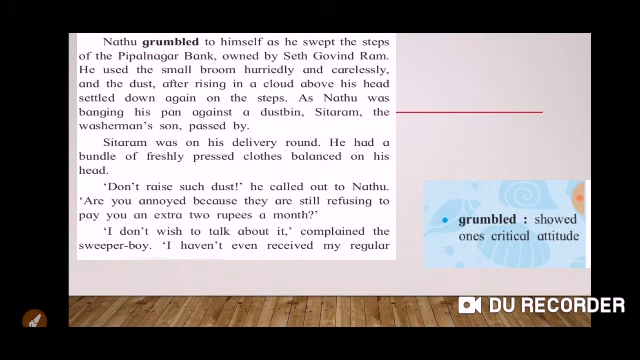 Nathu grumbled to himself as he swept the steps
of the Pipalnagar Bank, owned by Seth Govind Ram.
He used the small broom hurriedly and carelessly,
and the dust, after rising in a cloud above his head
settled down again on the steps. As Nathu was
banging his pan against a dustbin, Sitaram, the
washerman's son, passed by.
Sitaram was on his delivery round. He had a
bundle of freshly pressed clothes balanced on his
head.
‘Don't raise such dust!’ he called out to Nathu.
‘Are you annoyed because they are still refusing to
pay you an extra two rupees a month?’
‘I don't wish to talk about it,’ complained the
sweeper-boy. ‘I haven't even received my regular
• grumbled : showed
ones critical attitude
DU RECORDER